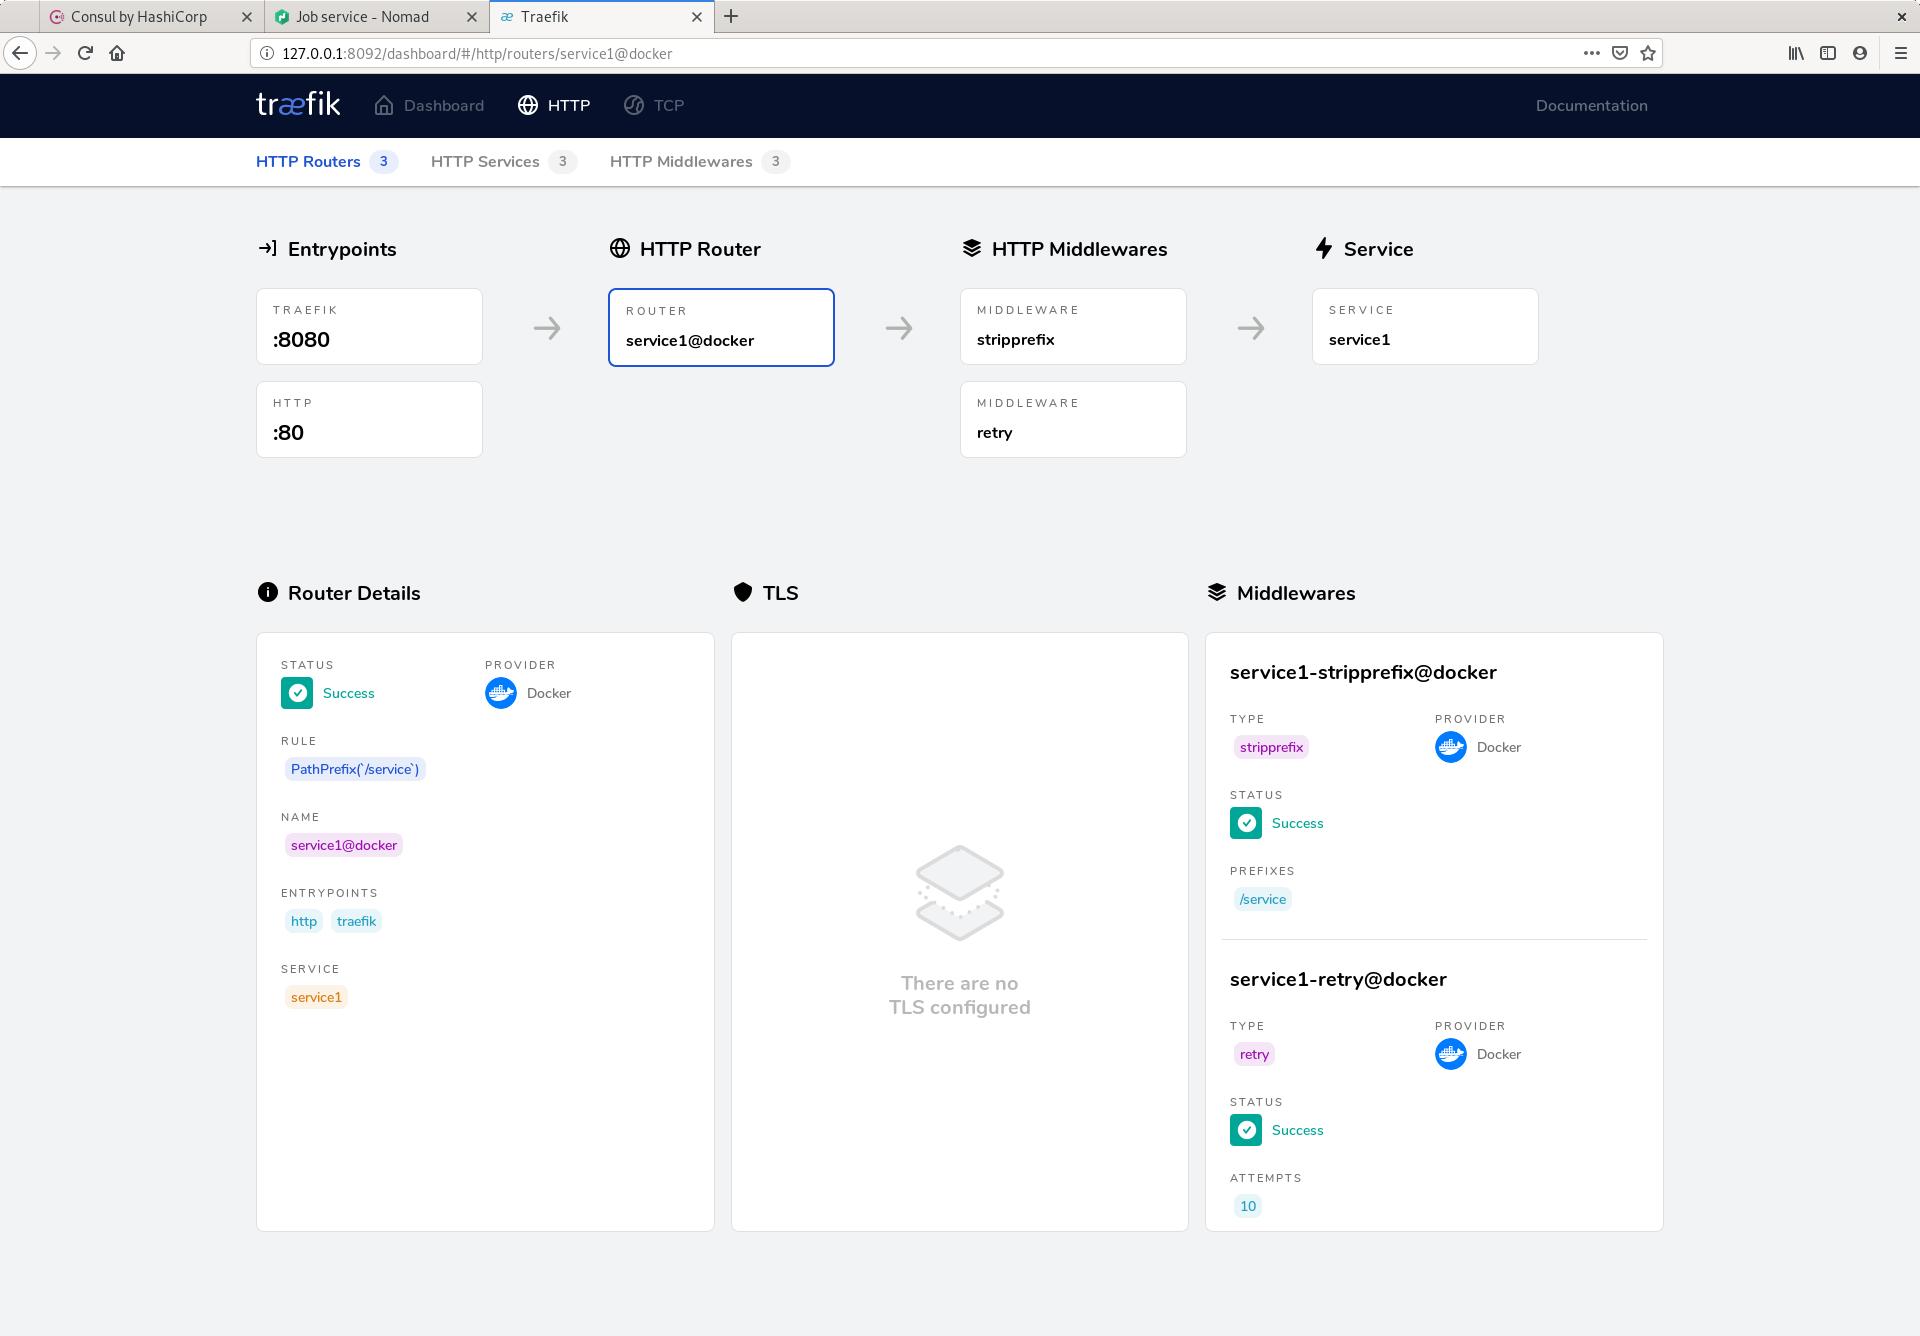 Consul by HashiCorp
Job service - Nomad
Traefik
127.0.0.1:8092/dashboard/#/http/routers/service1@docker
træfik
Dashboard
HTTP
TCP
Documentation
HTTP Routers 3
HTTP Services 3
HTTP Middlewares 3
Entrypoints
HTTP Router
HTTP Middlewares
Service
TRAEFIK
:8080
HTTP
:80
ROUTER
service1@docker
MIDDLEWARE
stripprefix
MIDDLEWARE
retry
SERVICE
service1
Router Details
STATUS
Success
PROVIDER
Docker
RULE
PathPrefix(`/service`)
NAME
service1@docker
ENTRYPOINTS
http traefik
SERVICE
service1
TLS
There are no
TLS configured
Middlewares
service1-stripprefix@docker
TYPE
stripprefix
PROVIDER
Docker
STATUS
Success
PREFIXES
/service
service1-retry@docker
TYPE
retry
PROVIDER
Docker
STATUS
Success
ATTEMPTS
10